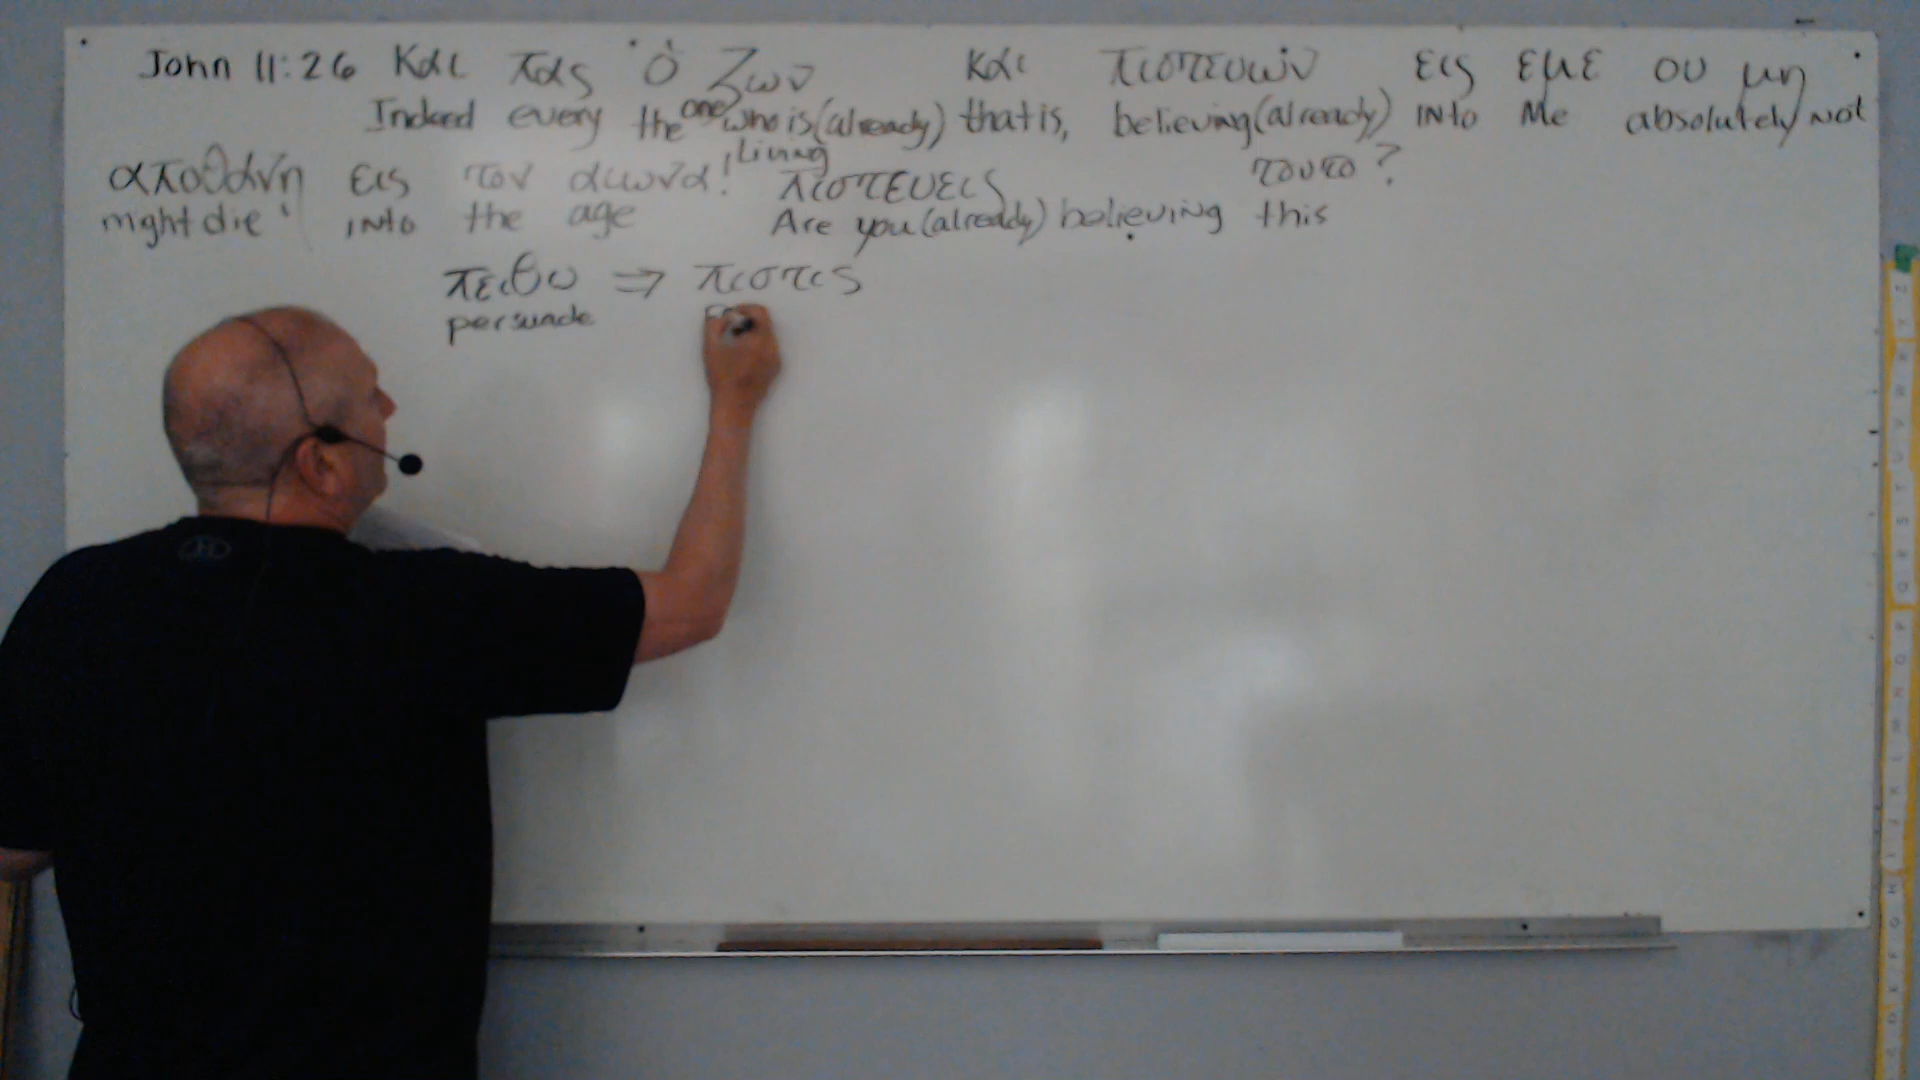 John 11:26 Και πας ὁ Ζων και πιστευων εις εμε ου μη
Indeed every the one who is (already) that is, believing (already) into Me absolutely not
Living
αποθανη εις τον αιωνα! πιστευεις τουτο?
might die into the age Are you (already) believing this
πειθω ⇒ πιστις
persuade